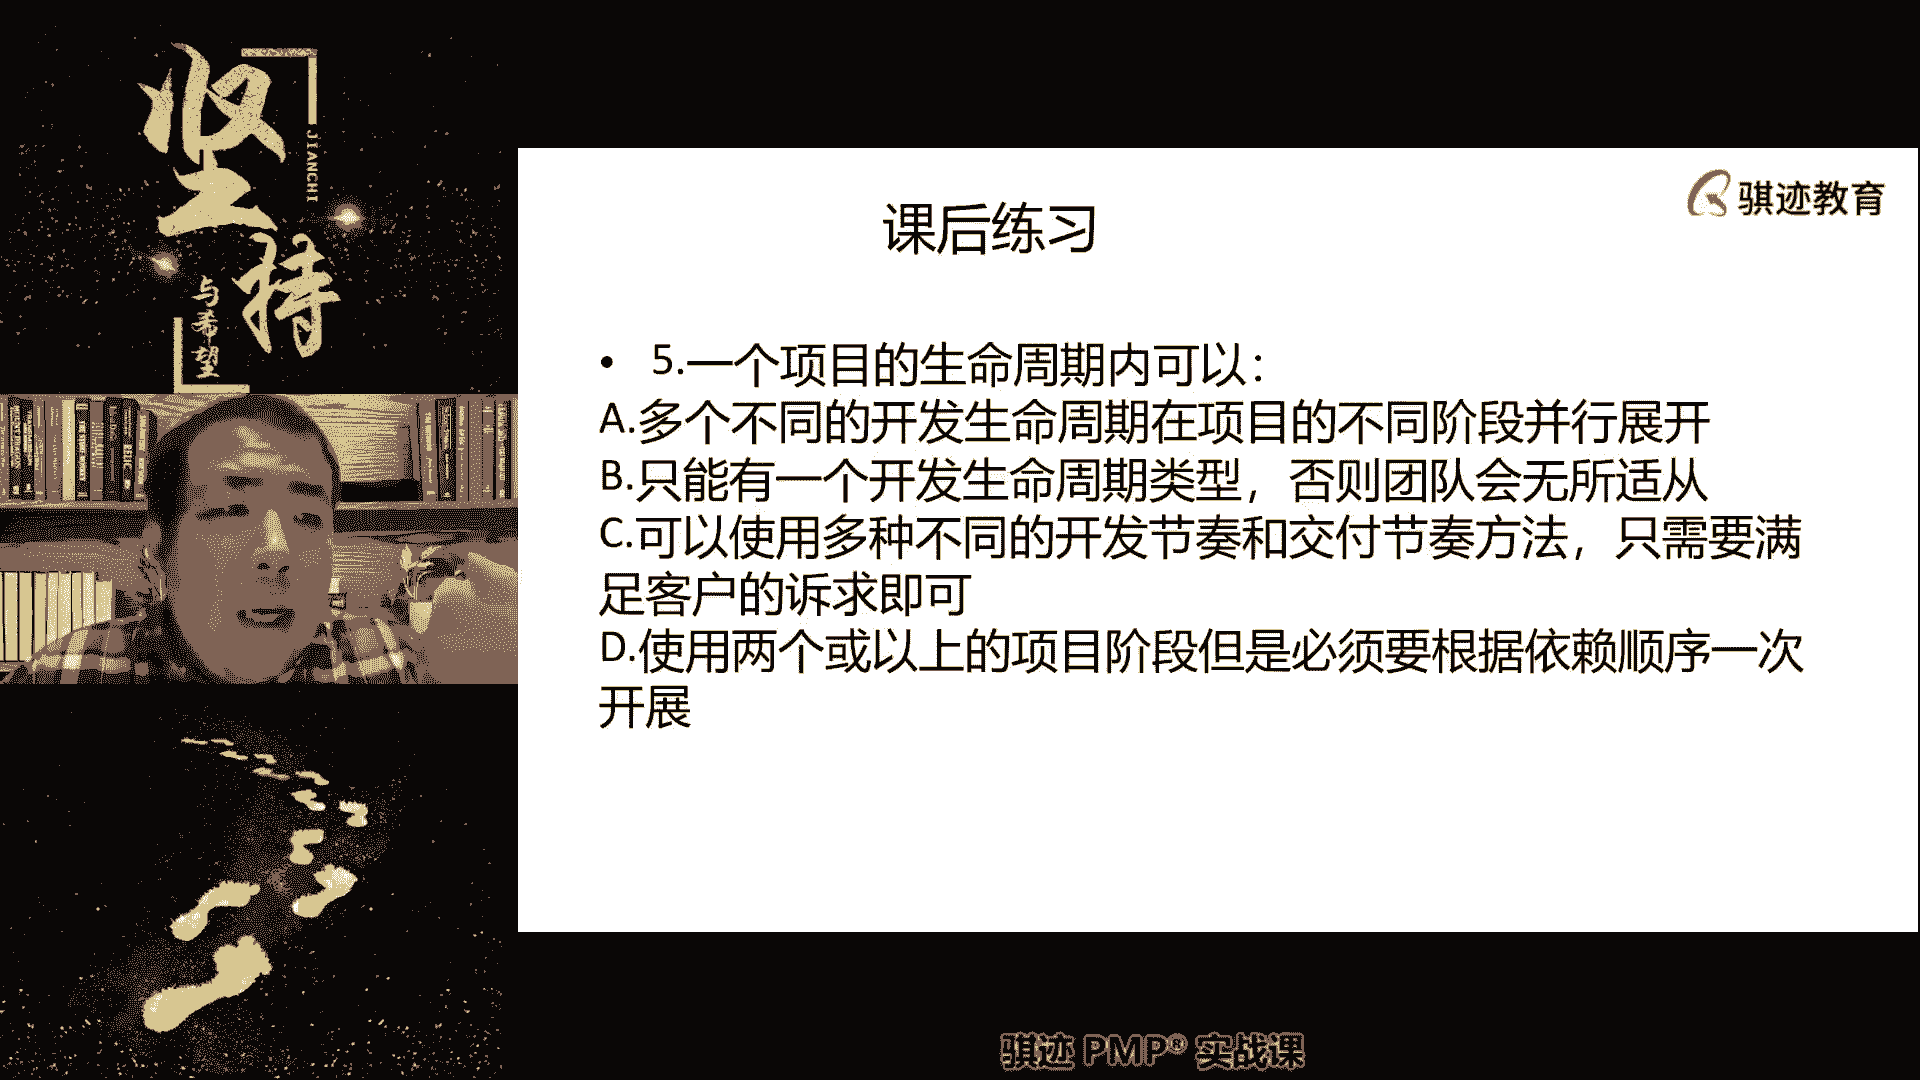 坚
持
JIANCHI
与希望
骐迹教育
课后练习
• 5.一个项目的生命周期内可以：
A.多个不同的开发生命周期在项目的不同阶段并行展开
B.只能有一个开发生命周期类型，否则团队会无所适从
C.可以使用多种不同的开发节奏和交付节奏方法，只需要满
足客户的诉求即可
D.使用两个或以上的项目阶段但是必须要根据依赖顺序一次
开展
骐迹 PMP® 实战课